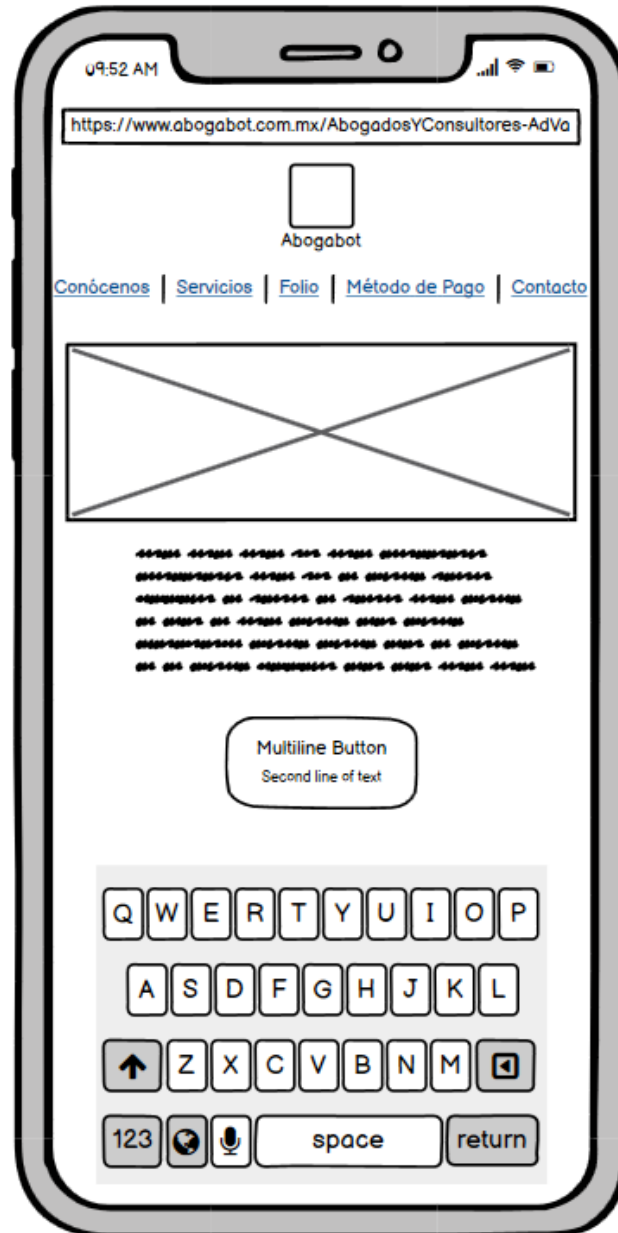 09:52 AM
https://www.abogabot.com.mx/AbogadosYConsultores-AdVa
Abogabot
Conócenos | Servicios | Folio | Método de Pago | Contacto
Multiline Button
Second line of text
Q W E R T Y U I O P
A S D F G H J K L
Z X C V B N M
123 space return